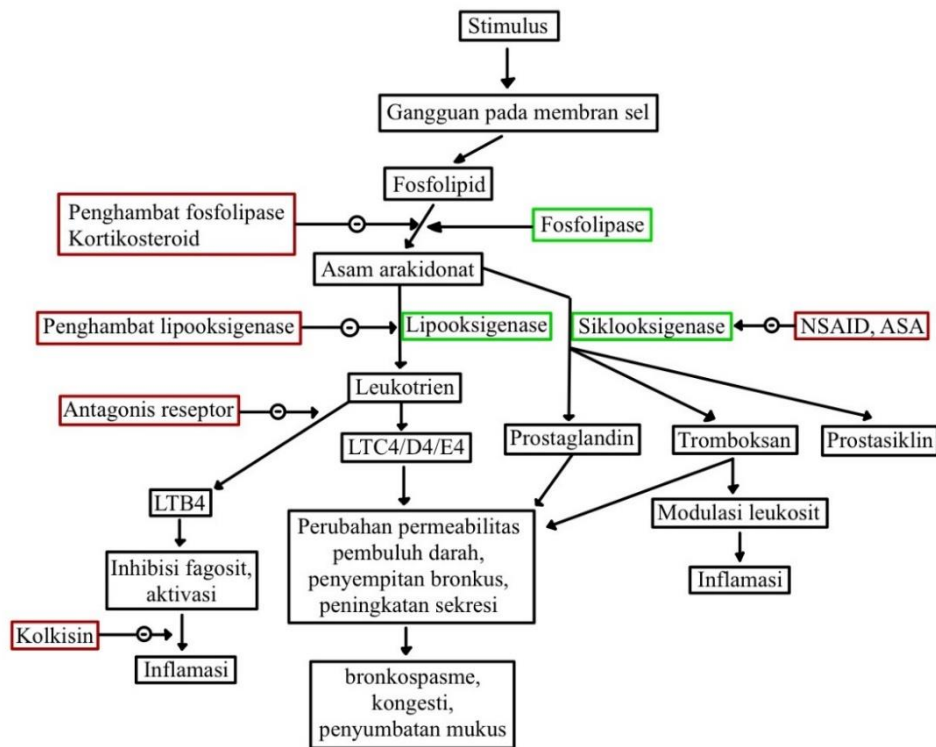 Stimulus
Gangguan pada membran sel
Fosfolipid
Penghambat fosfolipase
Kortikosteroid
Fosfolipase
Asam arakidonat
Penghambat lipooksigenase
Lipooksigenase
Siklooksigenase
NSAID, ASA
Leukotrien
Antagonis reseptor
LTC4/D4/E4
Prostaglandin
Tromboksan
Prostasiklin
LTB4
Perubahan permeabilitas
pembuluh darah,
penyempitan bronkus,
peningkatan sekresi
Modulasi leukosit
Inhibisi fagosit,
aktivasi
Inflamasi
Kolkisin
Inflamasi
bronkospasme,
kongesti,
penyumbatan mukus